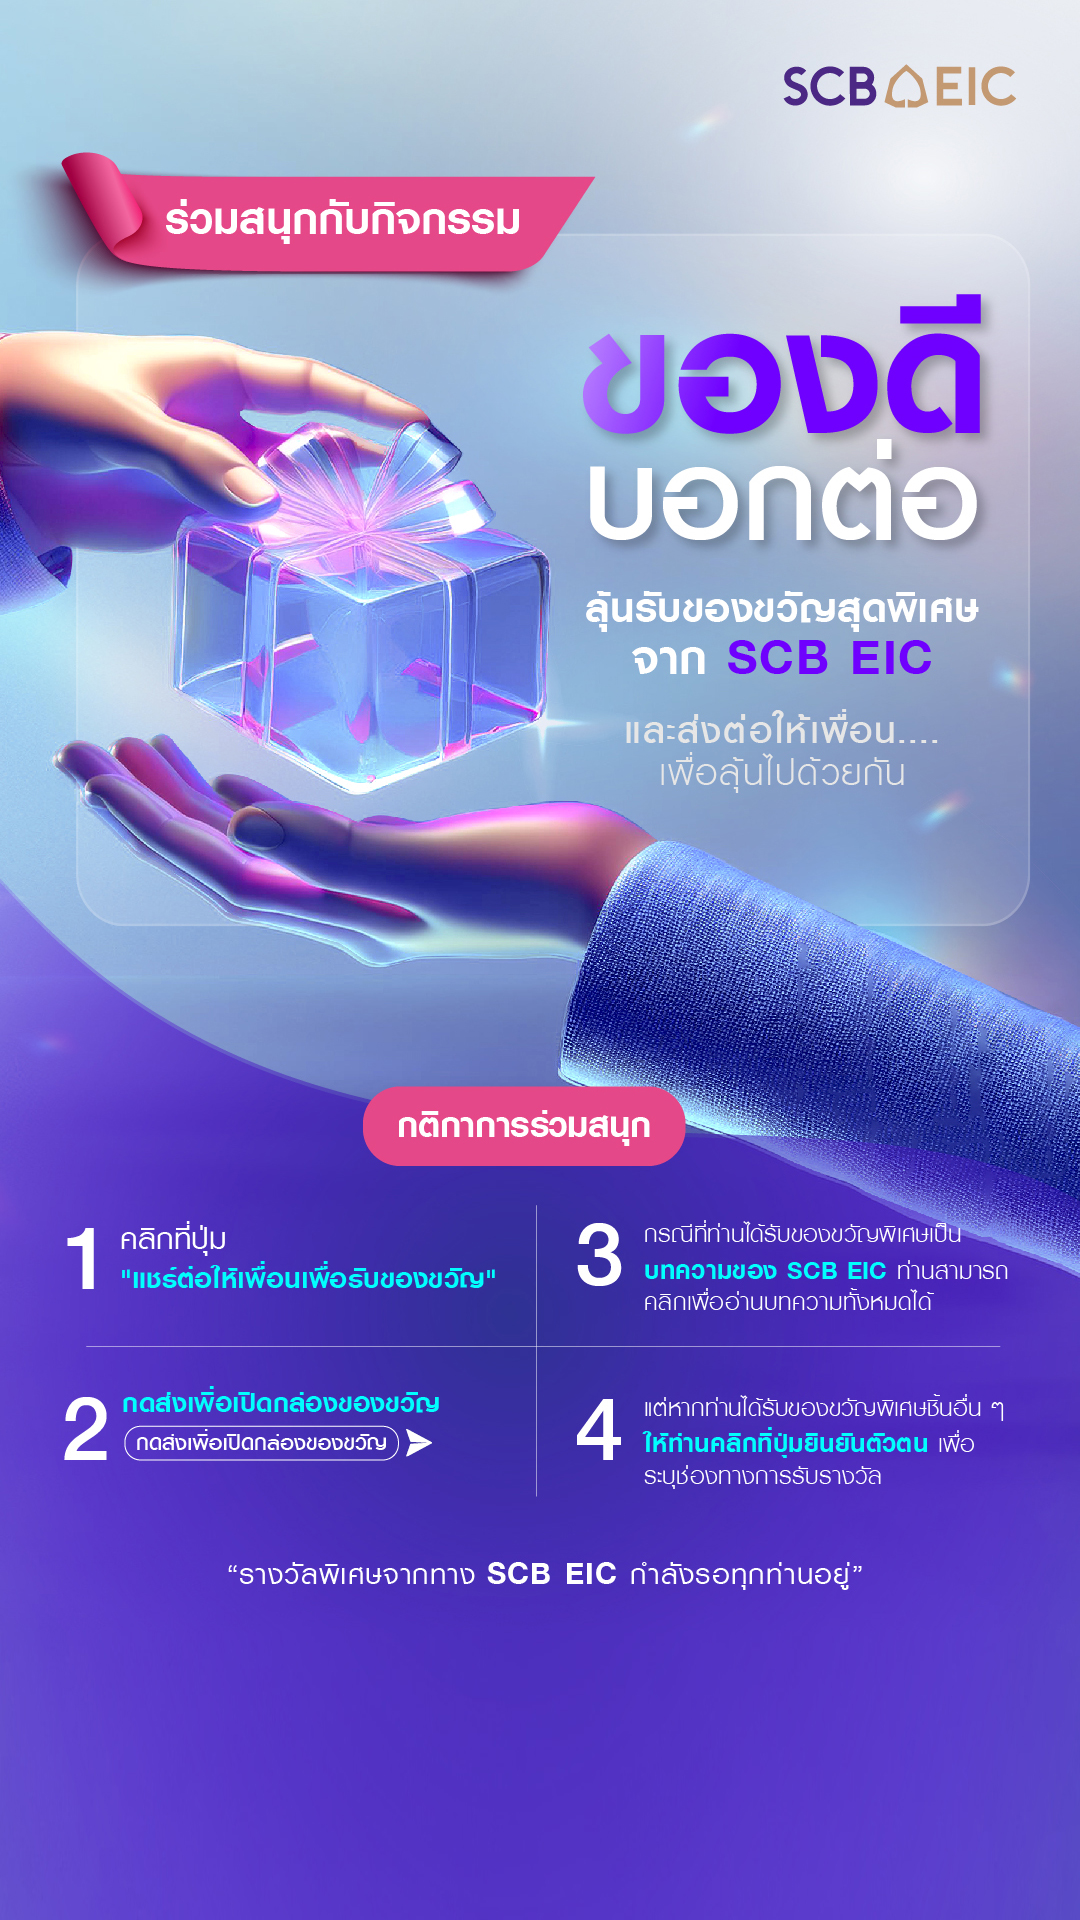 SCB EIC
ร่วมสนุกกับกิจกรรม
ของดี
บอกต่อ
ลุ้นรับของขวัญสุดพิเศษ
จาก SCB EIC
และส่งต่อให้เพื่อน....
เพื่อลุ้นไปด้วยกัน
กติกาการร่วมสนุก
1
คลิกที่ปุ่ม
"แชร์ต่อให้เพื่อนเพื่อรับของขวัญ"
2
กดส่งเพื่อเปิดกล่องของขวัญ
กดส่งเพื่อเปิดกล่องของขวัญ
3
กรณีที่ท่านได้รับของขวัญพิเศษเป็น
บทความของ SCB EIC ท่านสามารถ
คลิกเพื่ออ่านบทความทั้งหมดได้
4
แต่หากท่านได้รับของขวัญพิเศษชิ้นอื่น ๆ
ให้ท่านคลิกที่ปุ่มยืนยันตัวตน เพื่อ
ระบุช่องทางการรับรางวัล
“รางวัลพิเศษจากทาง SCB EIC กำลังรอทุกท่านอยู่”